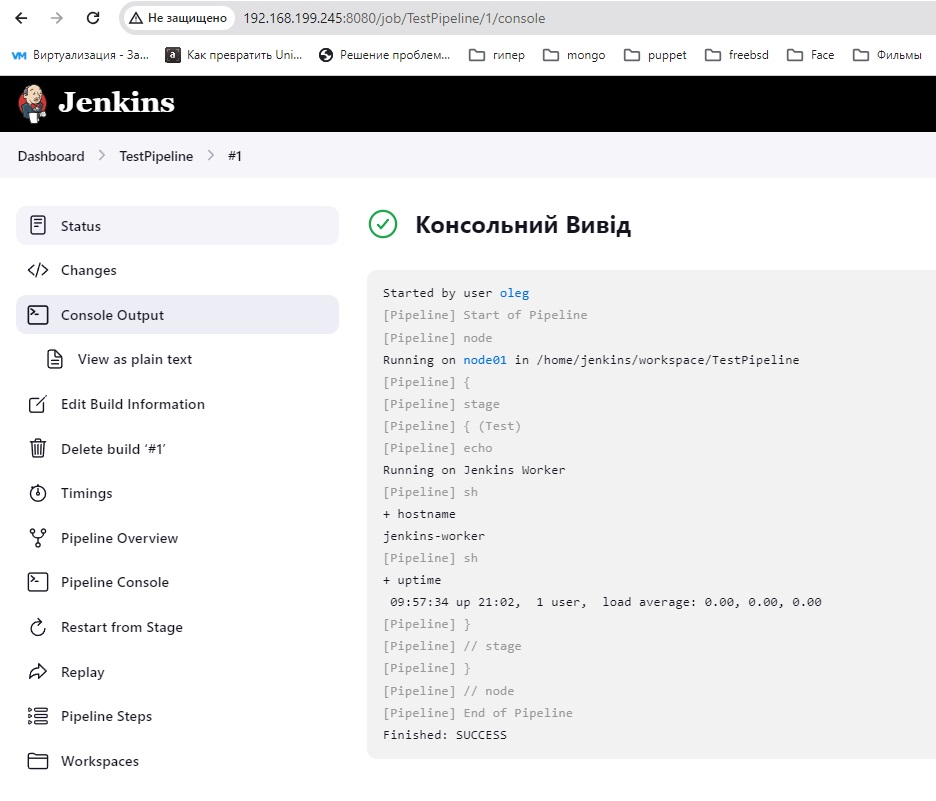 Не защищено 192.168.199.245:8080/job/TestPipeline/1/console
Виртуализация - За... Как превратить Uni... Решение проблем... гипер mongo puppet freebsd Face Фильмы
Jenkins
Dashboard TestPipeline #1
Status
Changes
Console Output
View as plain text
Edit Build Information
Delete build ‘#1’
Timings
Pipeline Overview
Pipeline Console
Restart from Stage
Replay
Pipeline Steps
Workspaces
Консольний Вивід
Started by user oleg
[Pipeline] Start of Pipeline
[Pipeline] node
Running on node01 in /home/jenkins/workspace/TestPipeline
[Pipeline] {
[Pipeline] stage
[Pipeline] { (Test)
[Pipeline] echo
Running on Jenkins Worker
[Pipeline] sh
+ hostname
jenkins-worker
[Pipeline] sh
+ uptime
 09:57:34 up 21:02,  1 user,  load average: 0.00, 0.00, 0.00
[Pipeline] }
[Pipeline] // stage
[Pipeline] }
[Pipeline] // node
[Pipeline] End of Pipeline
Finished: SUCCESS